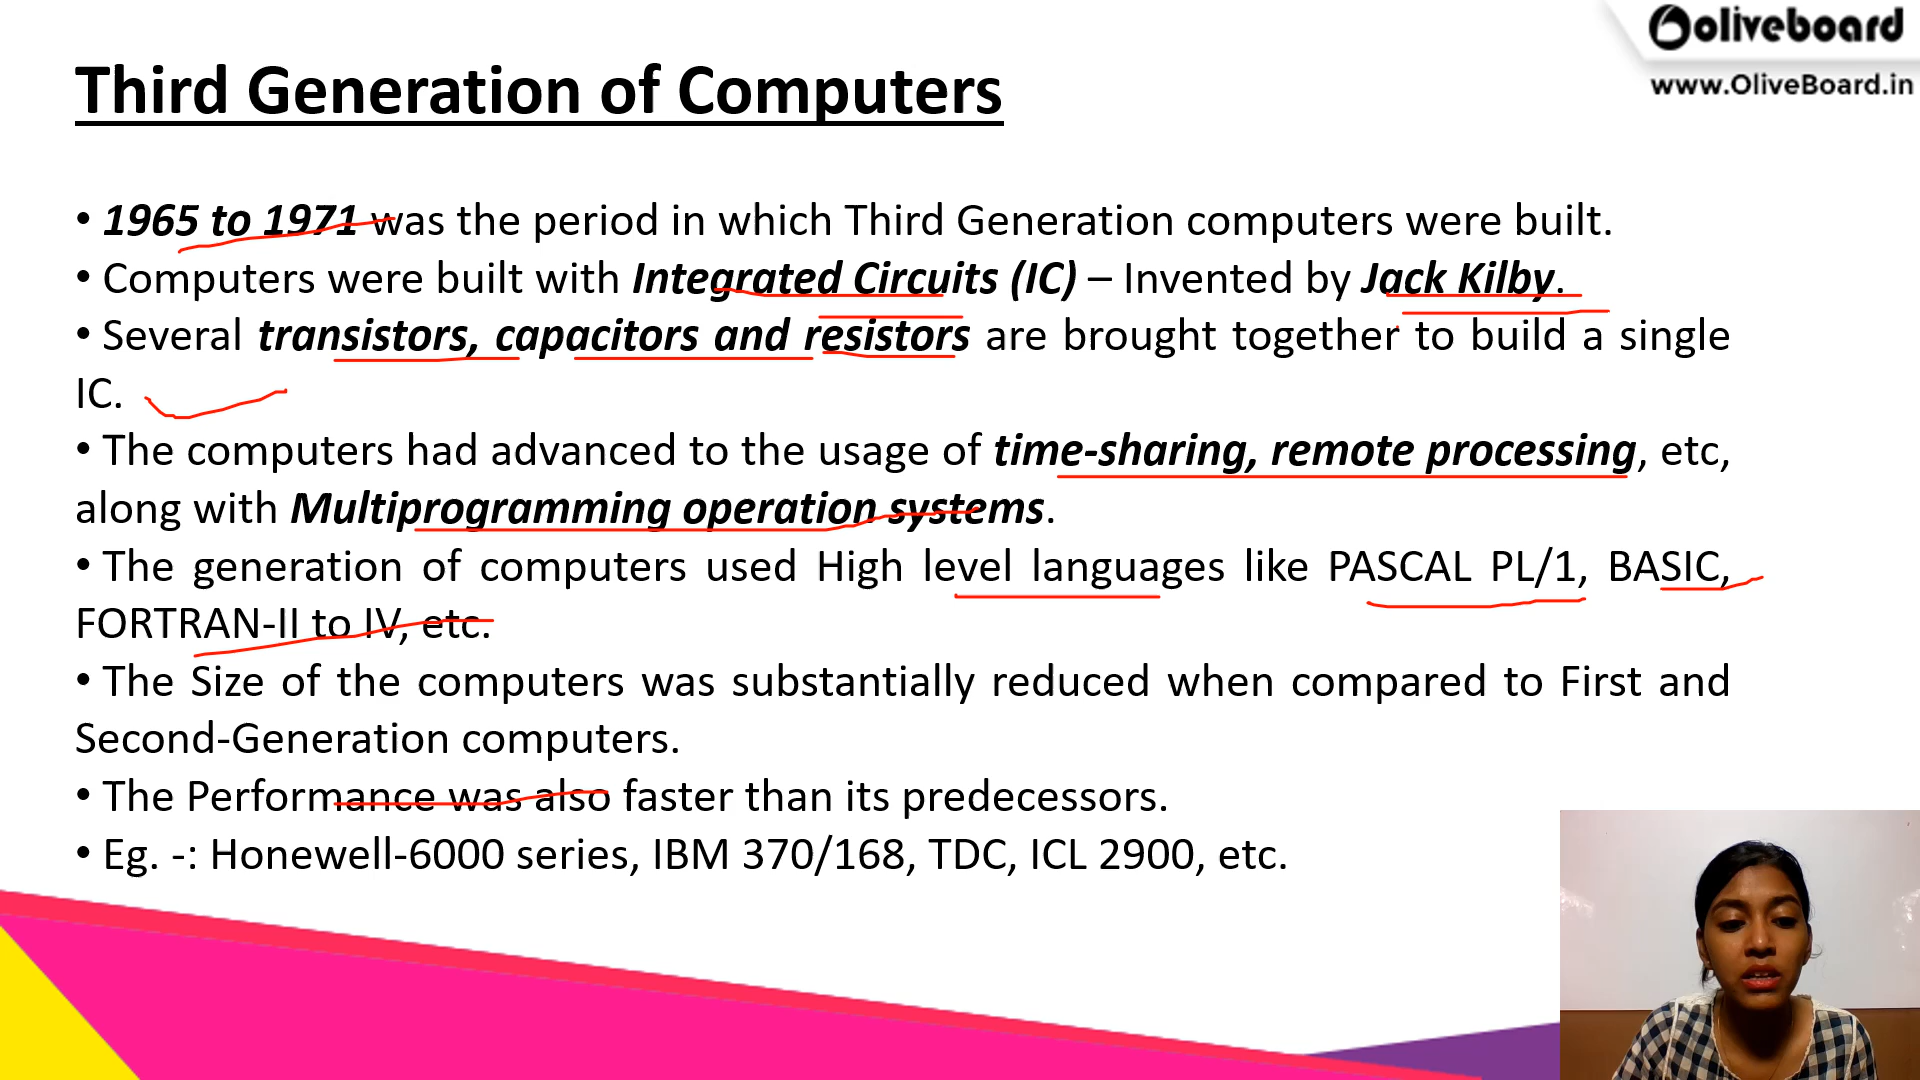 oliveboard
www.OliveBoard.in
Third Generation of Computers
• 1965 to 1971 was the period in which Third Generation computers were built.
• Computers were built with Integrated Circuits (IC) – Invented by Jack Kilby.
• Several transistors, capacitors and resistors are brought together to build a single
IC.
• The computers had advanced to the usage of time-sharing, remote processing, etc,
along with Multiprogramming operation systems.
• The generation of computers used High level languages like PASCAL PL/1, BASIC,
FORTRAN-II to IV, etc.
• The Size of the computers was substantially reduced when compared to First and
Second-Generation computers.
• The Performance was also faster than its predecessors.
• Eg. -: Honewell-6000 series, IBM 370/168, TDC, ICL 2900, etc.